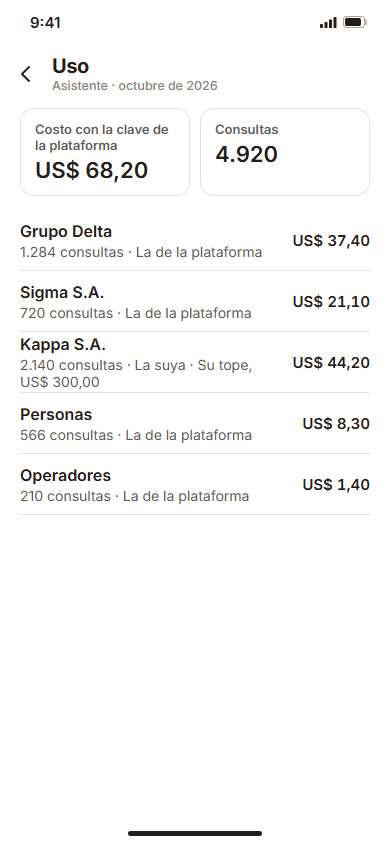 9:41
Uso
Asistente · octubre de 2026
Costo con la clave de
la plataforma
US$ 68,20
Consultas
4.920
Grupo Delta
1.284 consultas · La de la plataforma
US$ 37,40
Sigma S.A.
720 consultas · La de la plataforma
US$ 21,10
Kappa S.A.
2.140 consultas · La suya · Su tope,
US$ 300,00
US$ 44,20
Personas
566 consultas · La de la plataforma
US$ 8,30
Operadores
210 consultas · La de la plataforma
US$ 1,40